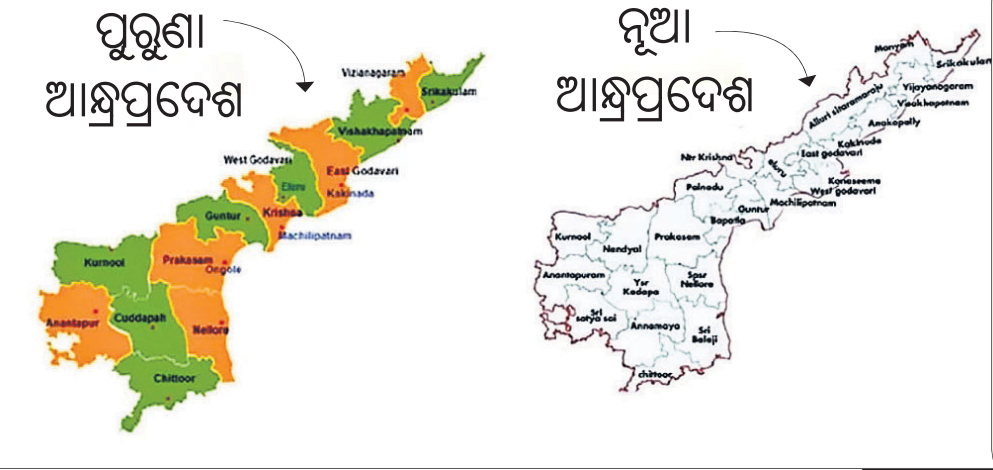 ପୁରୁଣା
ଆନ୍ଧ୍ରପ୍ରଦେଶ
Vizianagaram
Srikakulam
Vishakhapatnam
West Godavari
East Godavari
Eluru
Kakinada
Guntur
Krishna
Machilipatnam
Kurnool
Prakasam
Ongole
Anantapur
Cuddapah
Nellore
Chittoor
ନୂଆ
ଆନ୍ଧ୍ରପ୍ରଦେଶ
Manyam
Srikakulam
Vijayanagaram
Visakhapatnam
Alluri sitaramaraju
Anakapally
Kakinada
East godavari
Ntr Krishna
eluru
Konaseema
West godavari
Palnadu
Machilipatnam
Guntur
Bapatla
Kurnool
Nandyal
Prakasam
Anantapuram
Ysr
Kadapa
Spsr
Nellore
Sri
satya sai
Annamaya
Sri
Balaji
chittoor